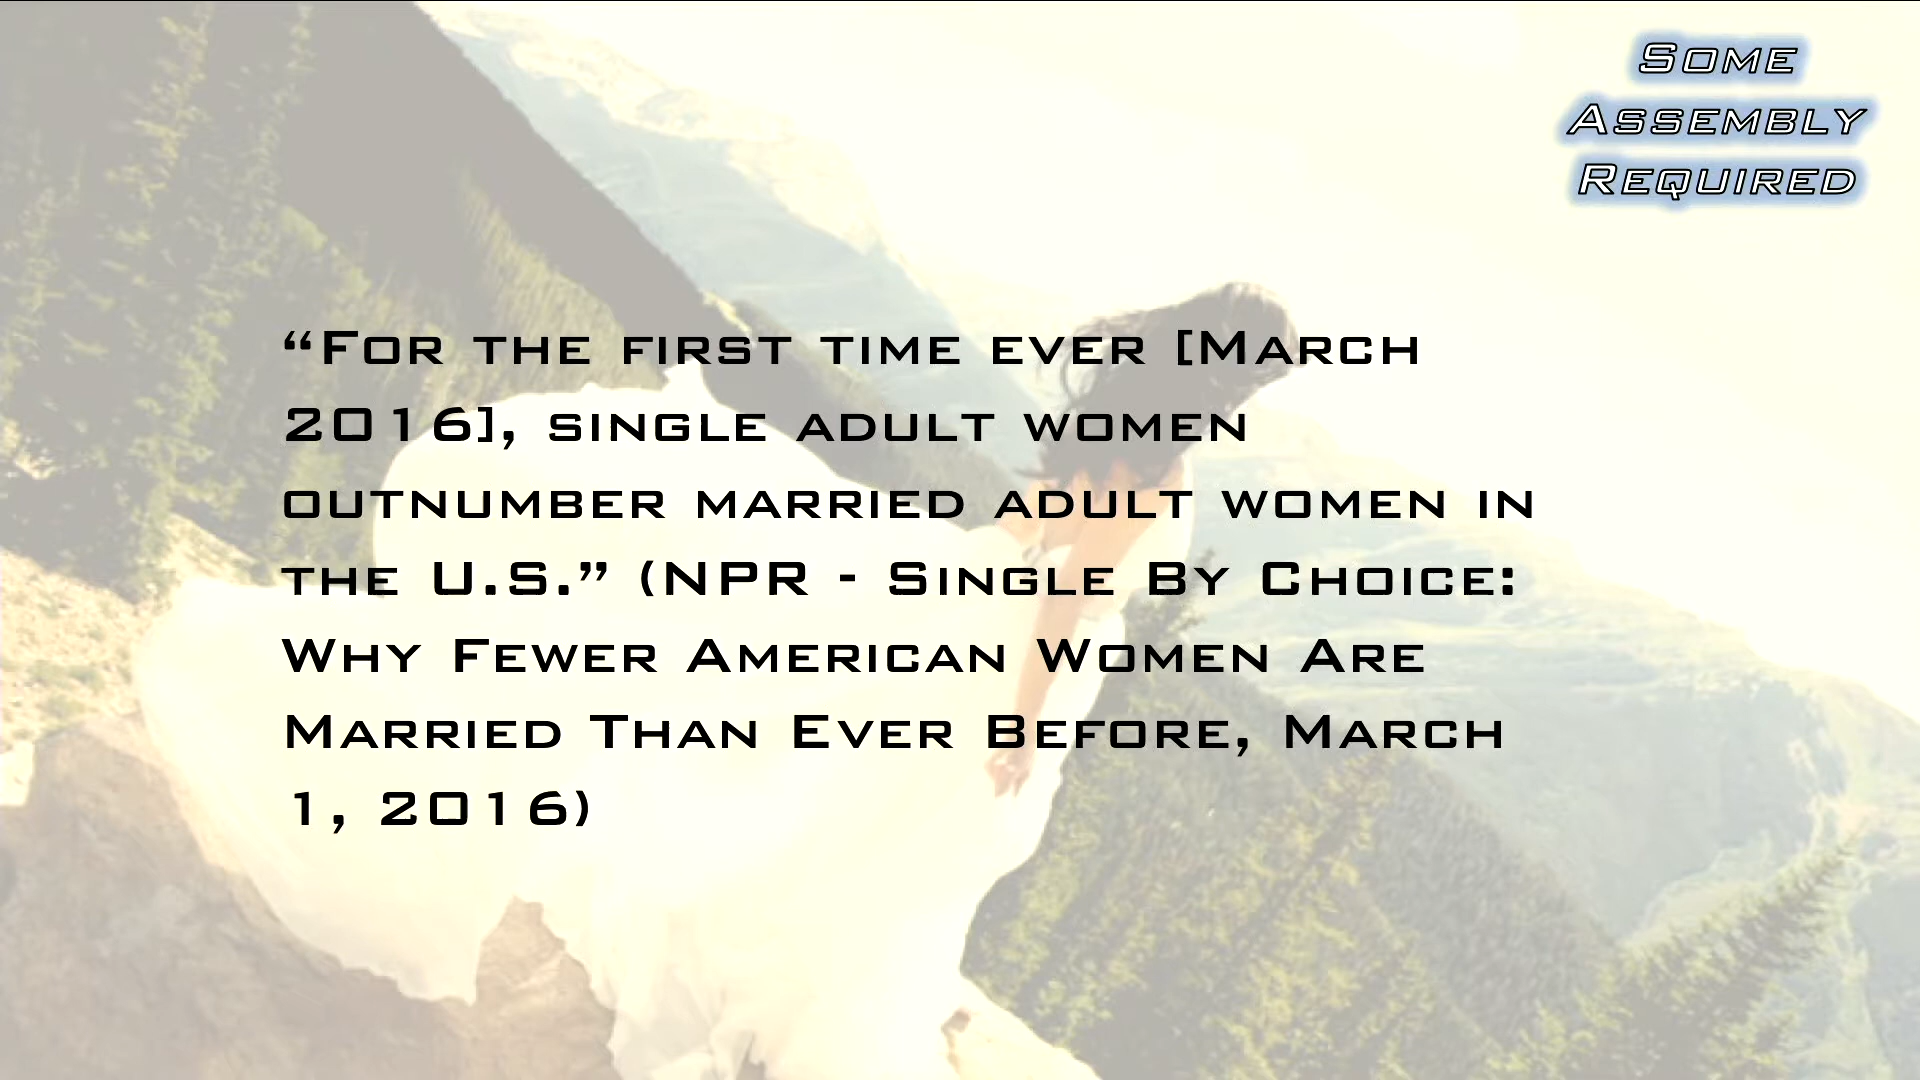 Some
Assembly
Required
“For the first time ever [March
2016], single adult women
outnumber married adult women in
the U.S.” (NPR - Single By Choice:
Why Fewer American Women Are
Married Than Ever Before, March
1, 2016)